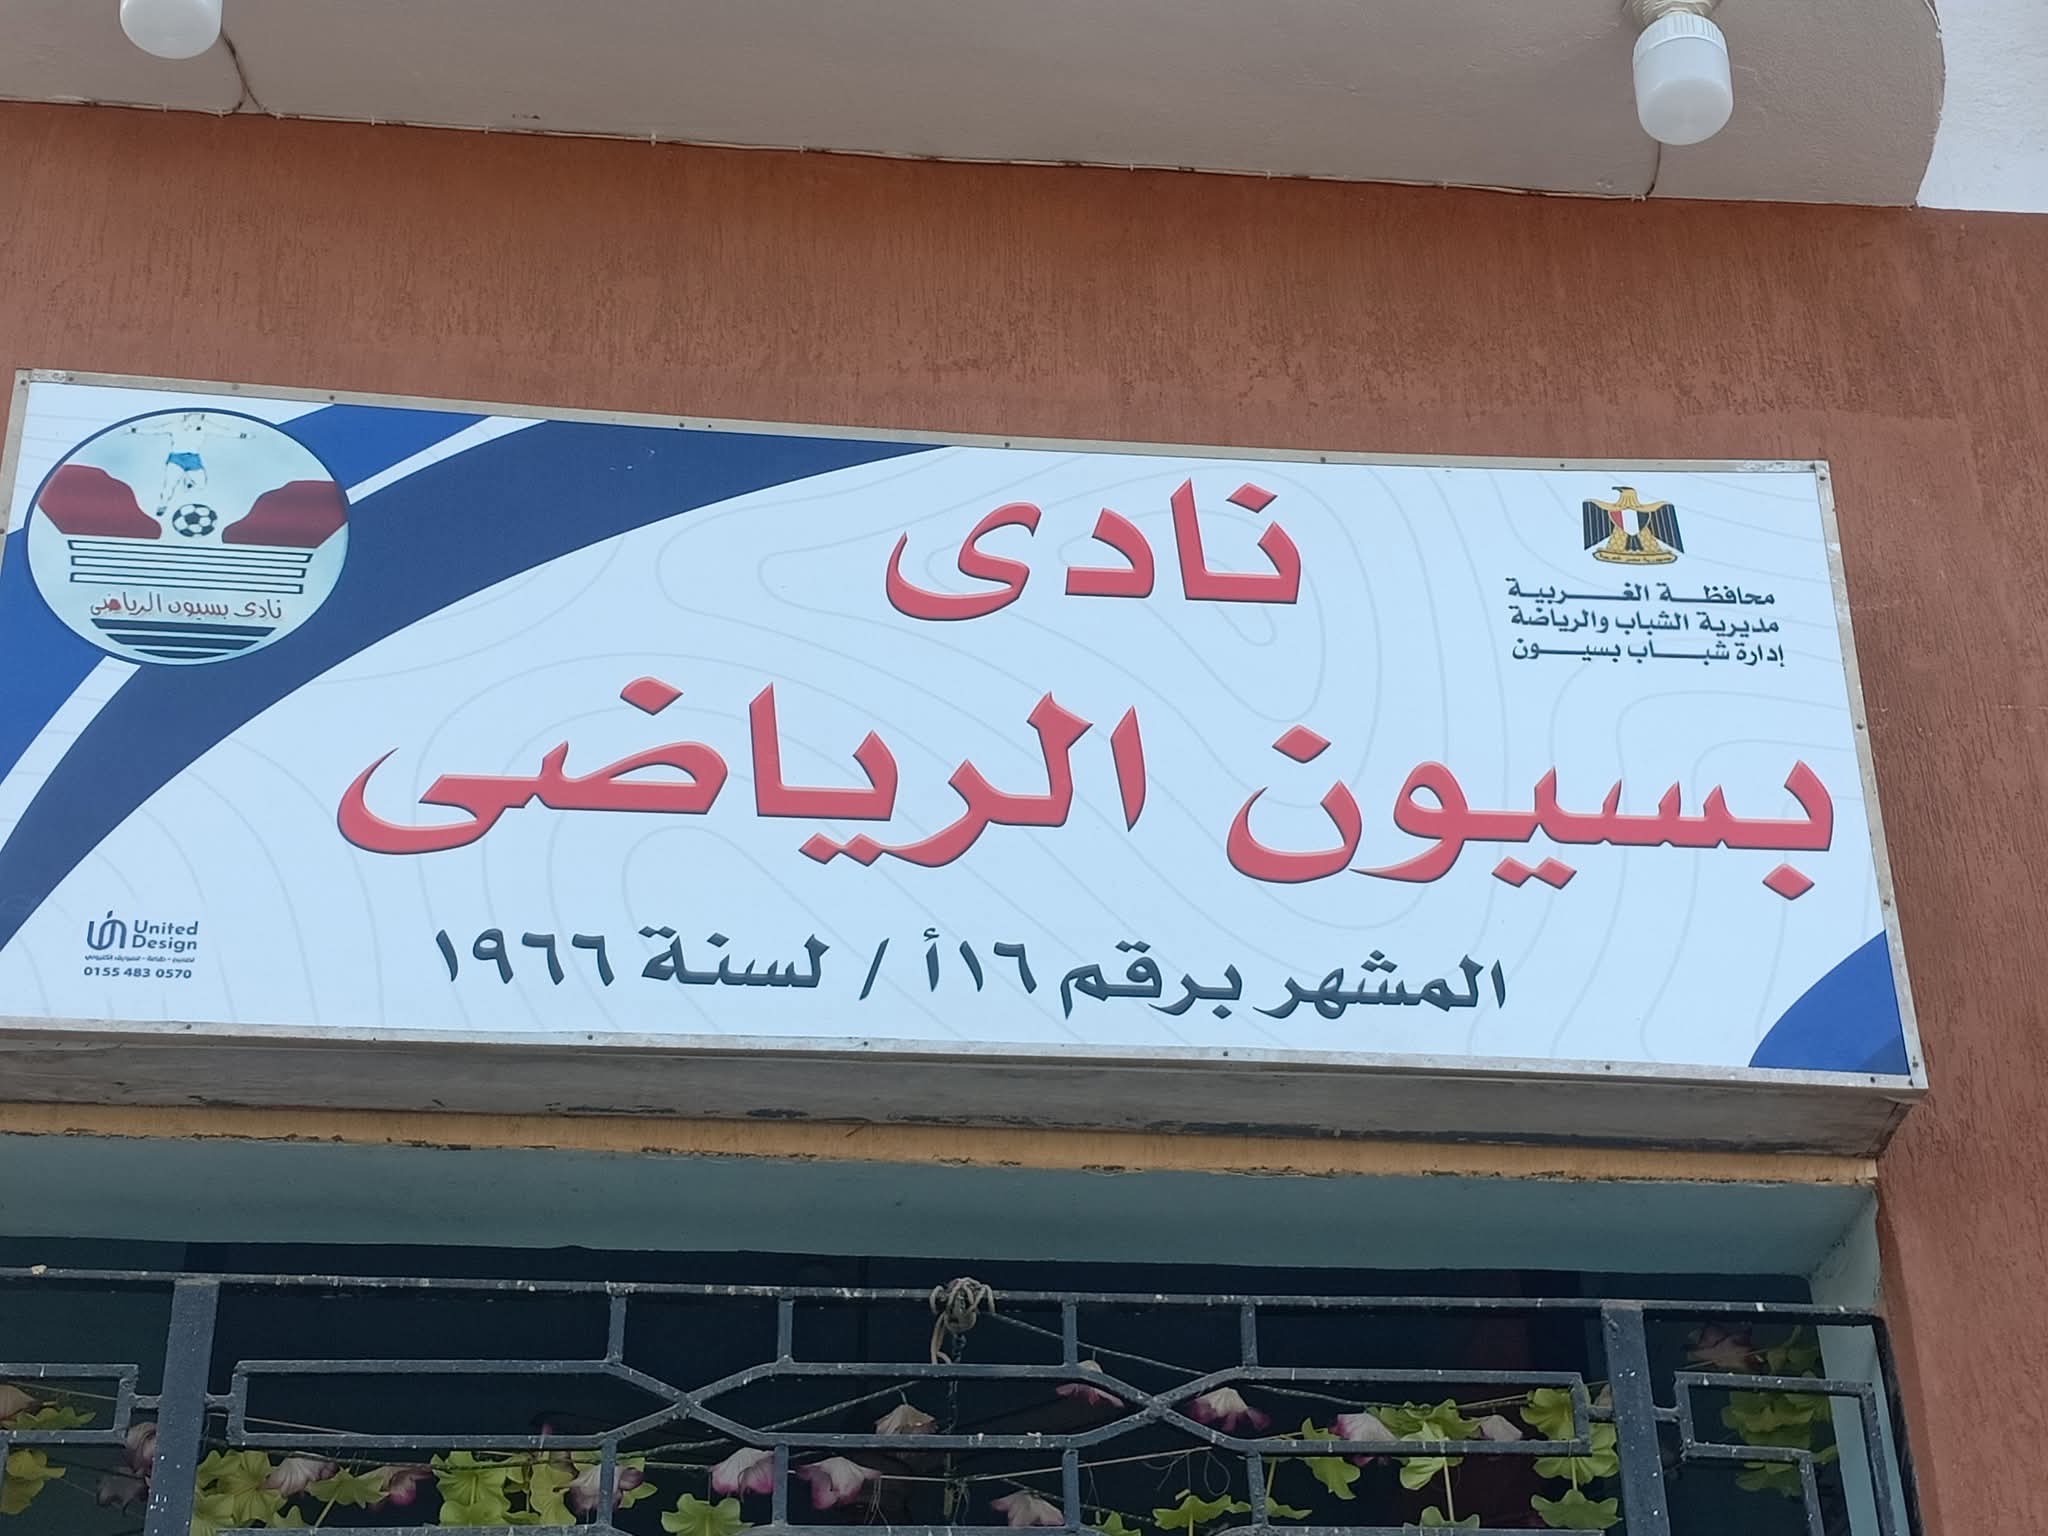 محافظة الغربية
مديرية الشباب والرياضة
إدارة شباب بسيون
نادى
بسيون الرياضى
المشهر برقم ١٦أ / لسنة ١٩٦٦
نادى بسيون الرياضى
United
Design
0155 483 0570